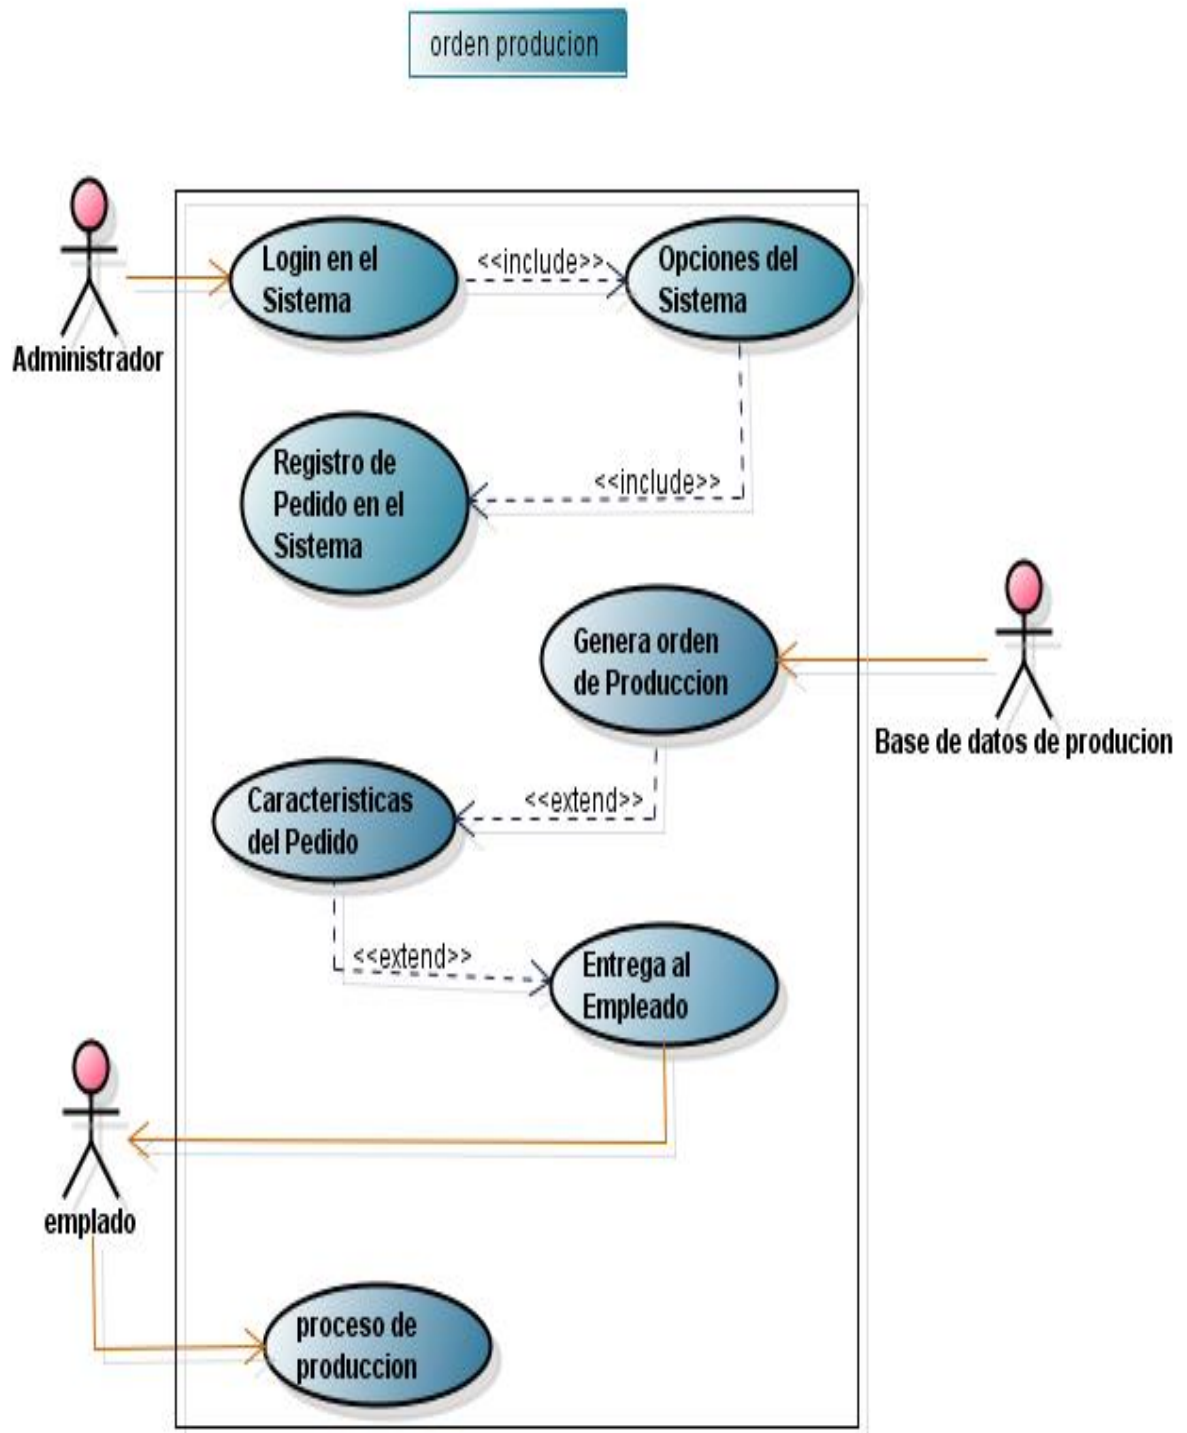 orden producion
Login en el
Sistema
<<include>>
Opciones del
Sistema
Administrador
Registro de
Pedido en el
Sistema
<<include>>
Genera orden
de Produccion
Base de datos de producion
Caracteristicas
del Pedido
<<extend>>
<<extend>>
Entrega al
Empleado
emplado
proceso de
produccion